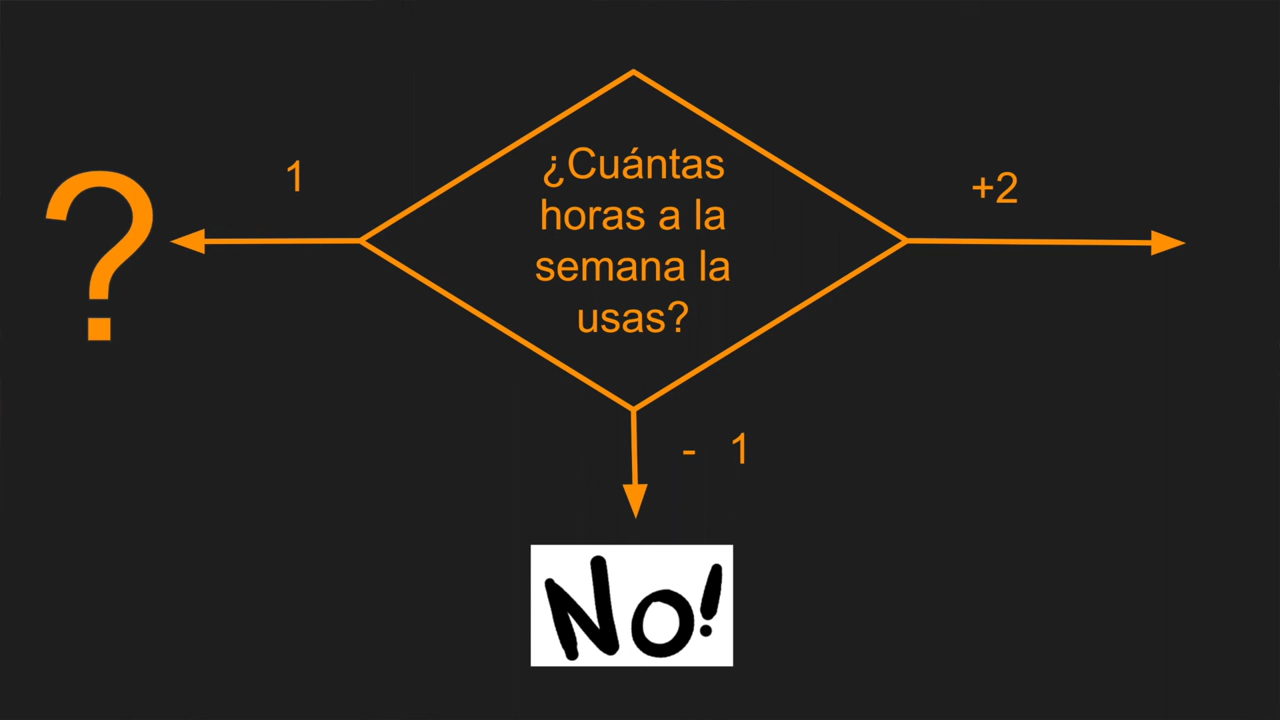 ¿Cuántas
horas a la
semana la
usas?
1
+2
?
- 1
No!